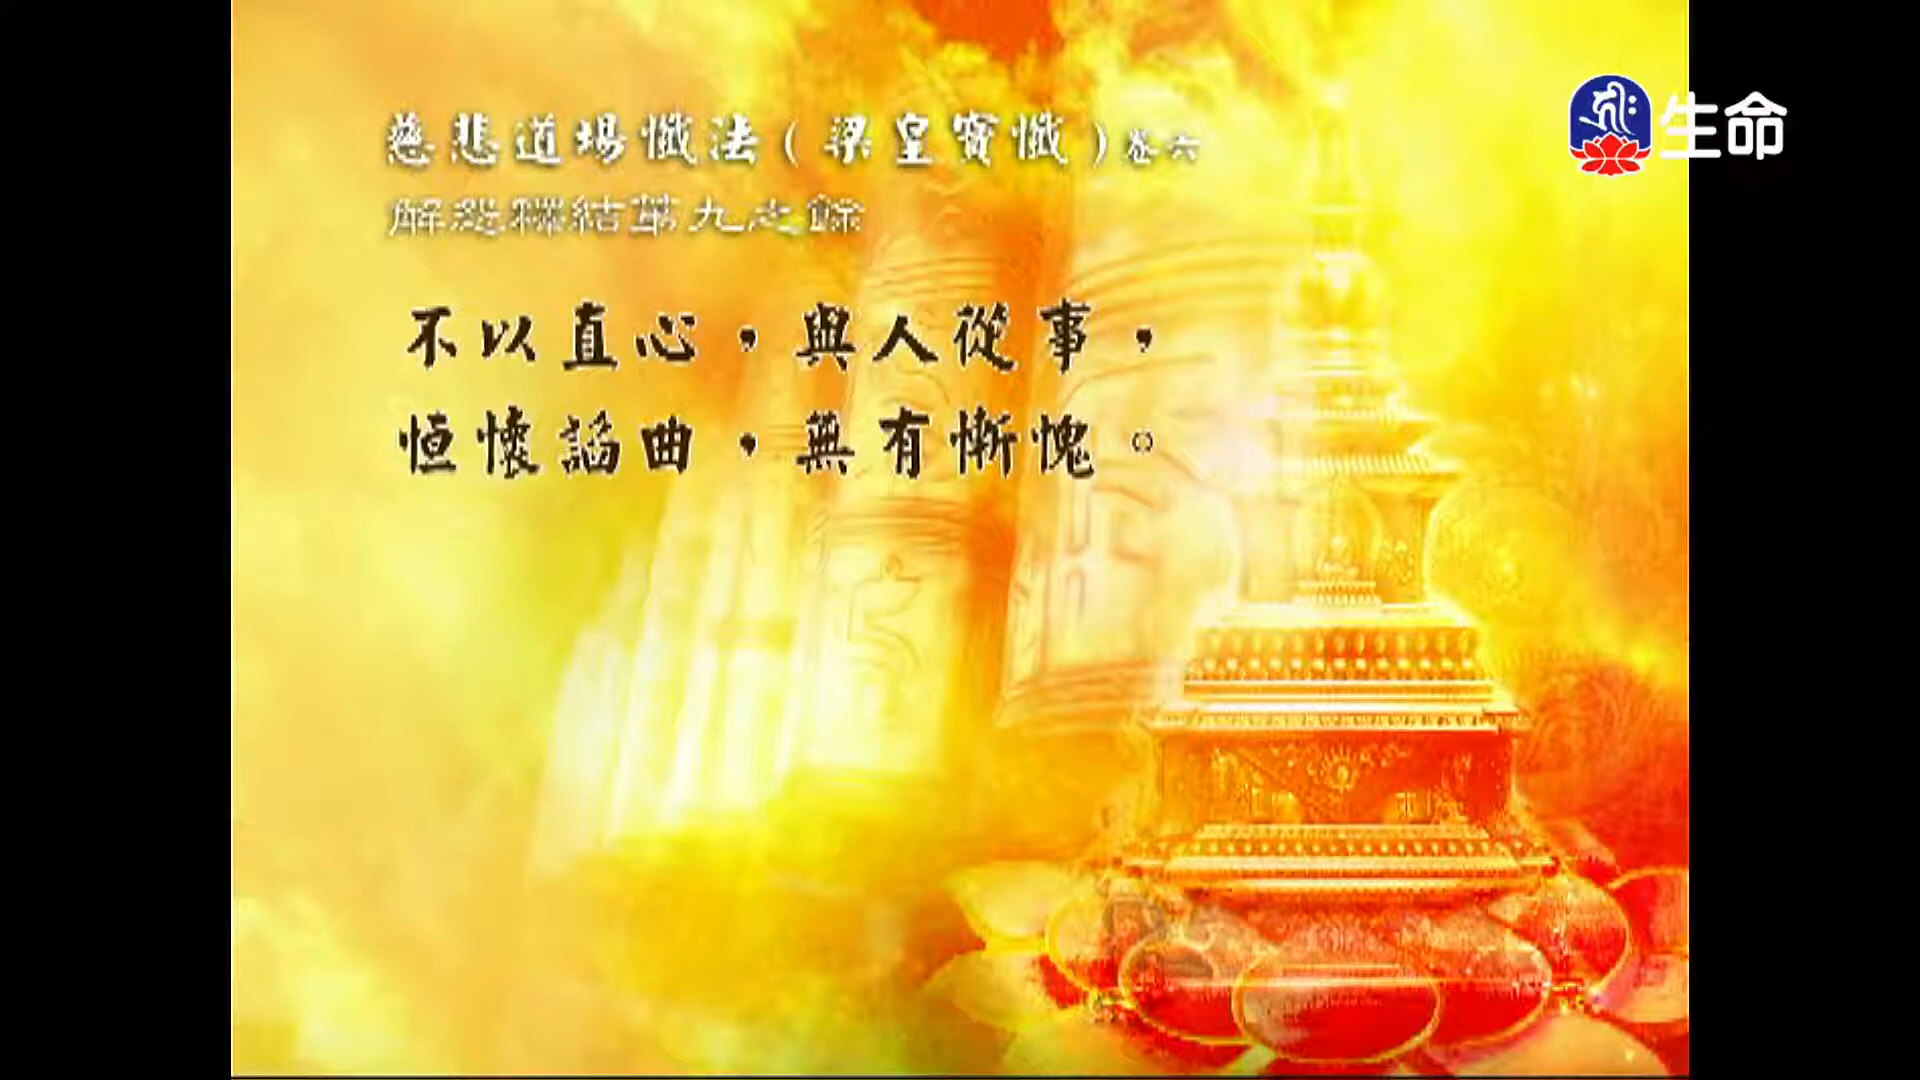 慈悲道場懺法(梁皇寶懺)卷六
生命
解怨釋結第九之餘
不以直心，與人從事，
恒懷諂曲，無有慚愧。